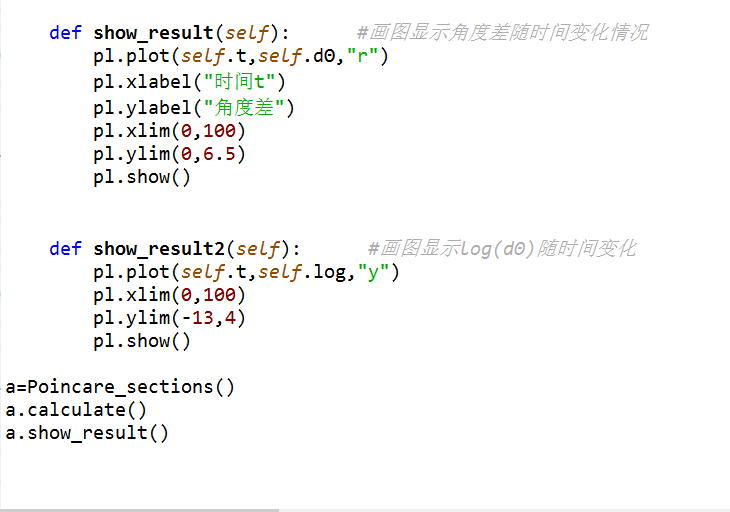 def show_result(self):      #画图显示角度差随时间变化情况
pl.plot(self.t,self.d0,"r")
pl.xlabel("时间t")
pl.ylabel("角度差")
pl.xlim(0,100)
pl.ylim(0,6.5)
pl.show()
def show_result2(self):      #画图显示log(d0)随时间变化
pl.plot(self.t,self.log,"y")
pl.xlim(0,100)
pl.ylim(-13,4)
pl.show()
a=Poincare_sections()
a.calculate()
a.show_result()